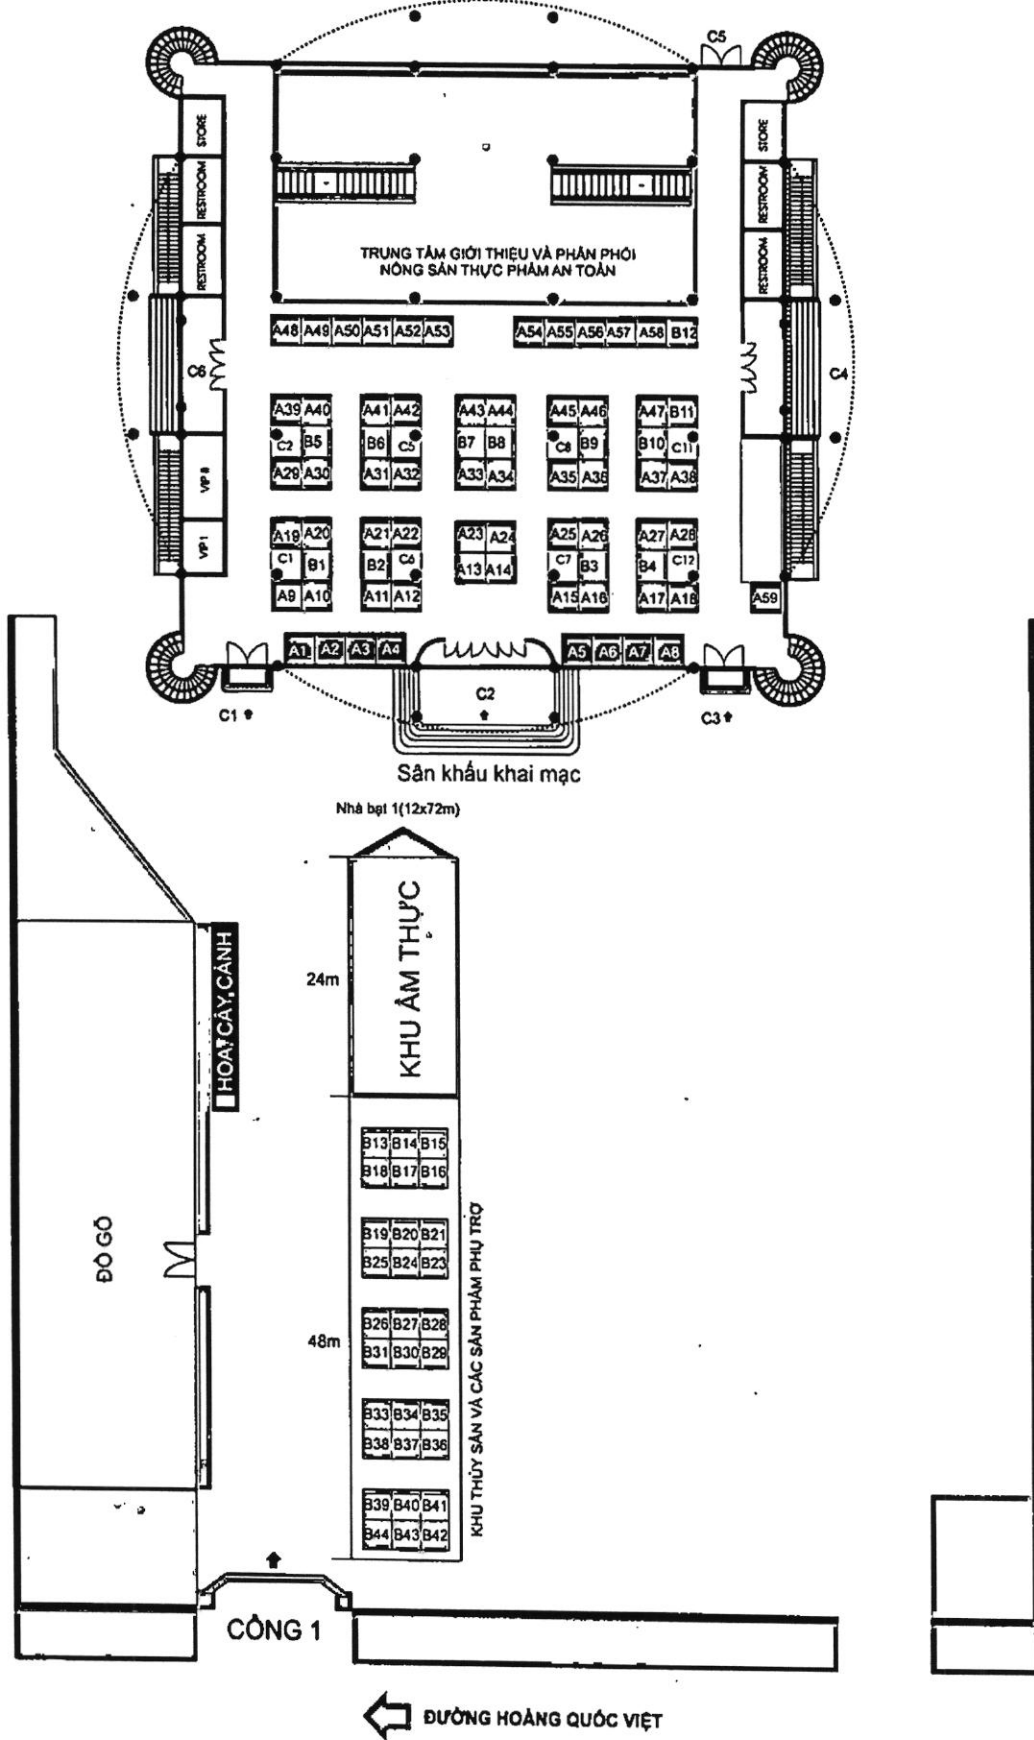 C5
STORE
STORE
RESTROOM
RESTROOM
RESTROOM
RESTROOM
TRUNG TÂM GIỚI THIỆU VÀ PHÂN PHỐI
NÔNG SẢN THỰC PHẨM AN TOÀN
A48 A49 A50 A51 A52 A53
A54 A55 A56 A57 A58 B12
C6
C4
A39 A40 A41 A42 A43 A44 A45 A46 A47 B11
C2 B5 B6 C5 B7 B8 C8 B9 B10 C11
A29 A30 A31 A32 A33 A34 A35 A36 A37 A38
VIP II
VIP I
A19 A20 A21 A22 A23 A24 A25 A26 A27 A28
C1 B1 B2 C6 A13 A14 C7 B3 B4 C12
A9 A10 A11 A12 A15 A16 A17 A18 A59
A1 A2 A3 A4 A5 A6 A7 A8
C1
C2
C3
Sân khấu khai mạc
Nhà bạt 1(12x72m)
KHU ẨM THỰC
24m
HOA, CÂY, CẢNH
B13 B14 B15
B18 B17 B16
ĐỒ GỖ
B19 B20 B21
B25 B24 B23
48m
B26 B27 B28
B31 B30 B29
B33 B34 B35
B38 B37 B36
B39 B40 B41
B44 B43 B42
KHU THỦY SẢN VÀ CÁC SẢN PHẨM PHỤ TRỢ
CỔNG 1
ĐƯỜNG HOÀNG QUỐC VIỆT